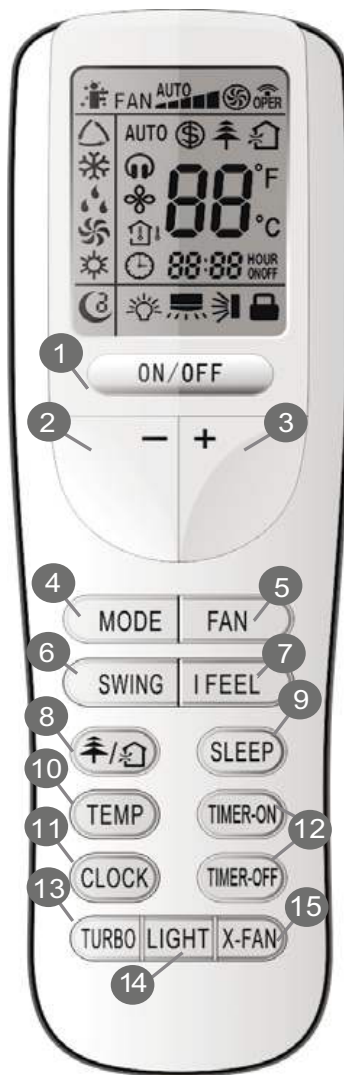 FAN AUTO OPER
AUTO
88 °F
°C
88:88 HOUR
ONOFF
1
ON/OFF
2 3
− +
4 5
MODE FAN
6 7
SWING I FEEL
8 9
/ SLEEP
10
TEMP TIMER-ON
11 12
CLOCK TIMER-OFF
13 15
TURBO LIGHT X-FAN
14